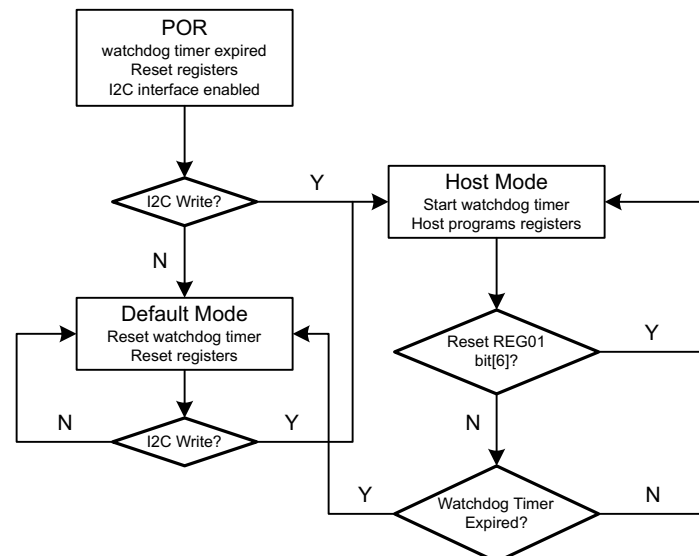 POR
watchdog timer expired
Reset registers
I2C interface enabled
I2C Write?
Y
N
Host Mode
Start watchdog timer
Host programs registers
Default Mode
Reset watchdog timer
Reset registers
Reset REG01
bit[6]?
Y
N
I2C Write?
N
Y
Watchdog Timer
Expired?
Y
N